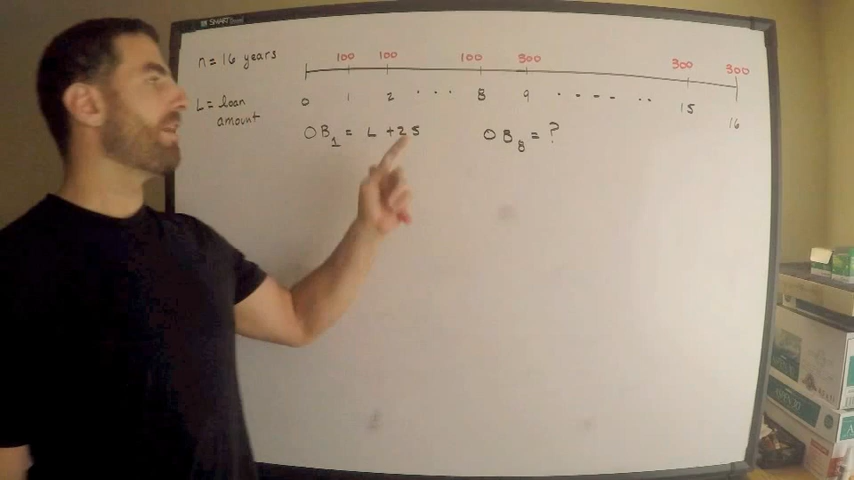 SMART
n = 16 years
100 100 100 300 300 300
L = loan amount
0 1 2 . . . 8 9 . - - - . . 15 16
OB1 = L + 25
OB8 = ?